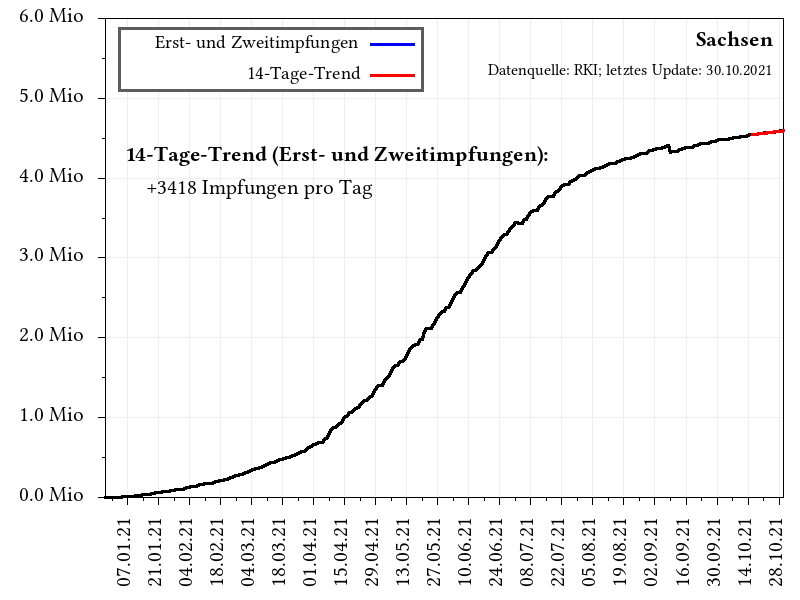 6.0 Mio
5.0 Mio
4.0 Mio
3.0 Mio
2.0 Mio
1.0 Mio
0.0 Mio
Erst- und Zweitimpfungen
14-Tage-Trend
Sachsen
Datenquelle: RKI; letztes Update: 30.10.2021
14-Tage-Trend (Erst- und Zweitimpfungen):
+3418 Impfungen pro Tag
07.01.21
21.01.21
04.02.21
18.02.21
04.03.21
18.03.21
01.04.21
15.04.21
29.04.21
13.05.21
27.05.21
10.06.21
24.06.21
08.07.21
22.07.21
05.08.21
19.08.21
02.09.21
16.09.21
30.09.21
14.10.21
28.10.21